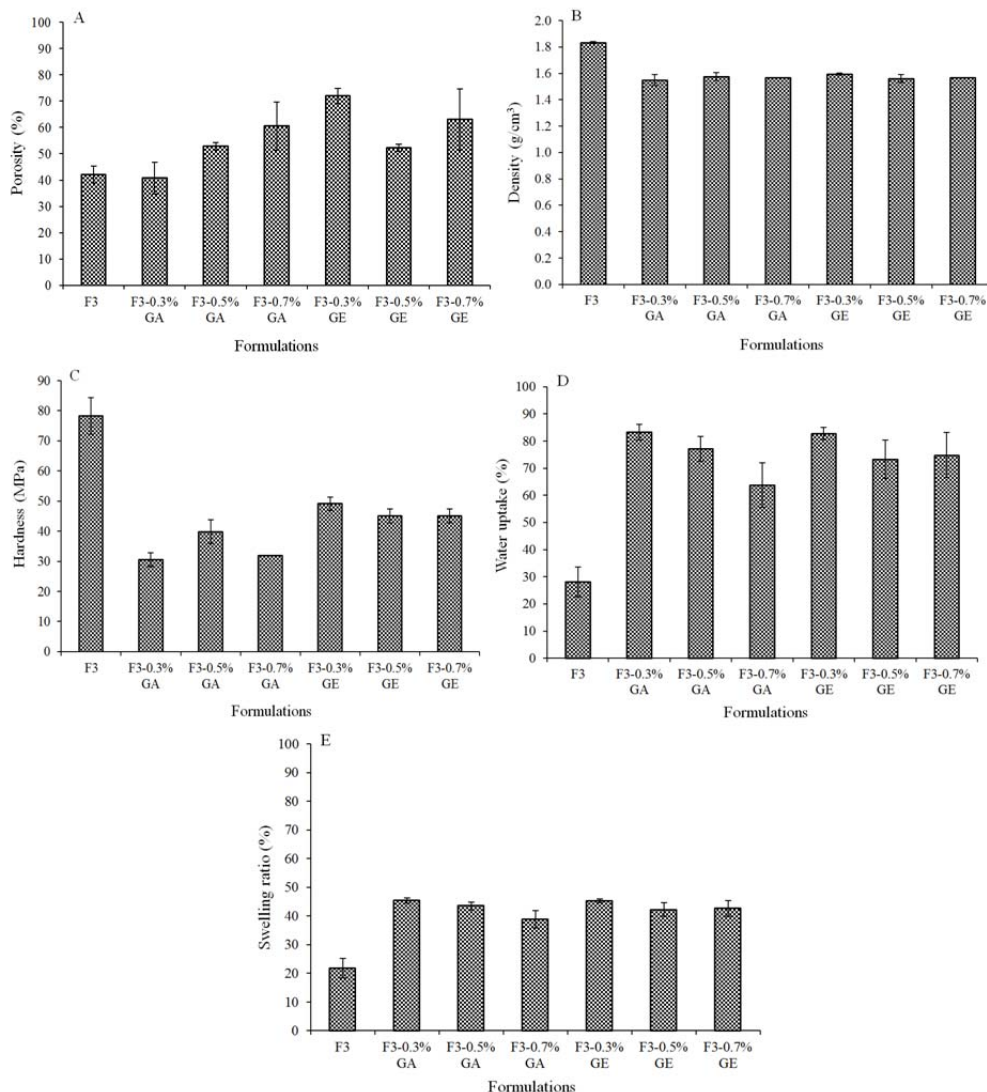 A
100
90
80
70
60
50
40
30
20
10
0
Porosity (%)
F3 F3-0.3% F3-0.5% F3-0.7% F3-0.3% F3-0.5% F3-0.7%
GA GA GA GE GE GE
Formulations
B
2.0
1.8
1.6
1.4
1.2
1.0
0.8
0.6
0.4
0.2
0.0
Density (g/cm³)
F3 F3-0.3% F3-0.5% F3-0.7% F3-0.3% F3-0.5% F3-0.7%
GA GA GA GE GE GE
Formulations
C
90
80
70
60
50
40
30
20
10
0
Hardness (MPa)
F3 F3-0.3% F3-0.5% F3-0.7% F3-0.3% F3-0.5% F3-0.7%
GA GA GA GE GE GE
Formulations
D
100
90
80
70
60
50
40
30
20
10
0
Water uptake (%)
F3 F3-0.3% F3-0.5% F3-0.7% F3-0.3% F3-0.5% F3-0.7%
GA GA GA GE GE GE
Formulations
E
100
90
80
70
60
50
40
30
20
10
0
Swelling ratio (%)
F3 F3-0.3% F3-0.5% F3-0.7% F3-0.3% F3-0.5% F3-0.7%
GA GA GA GE GE GE
Formulations